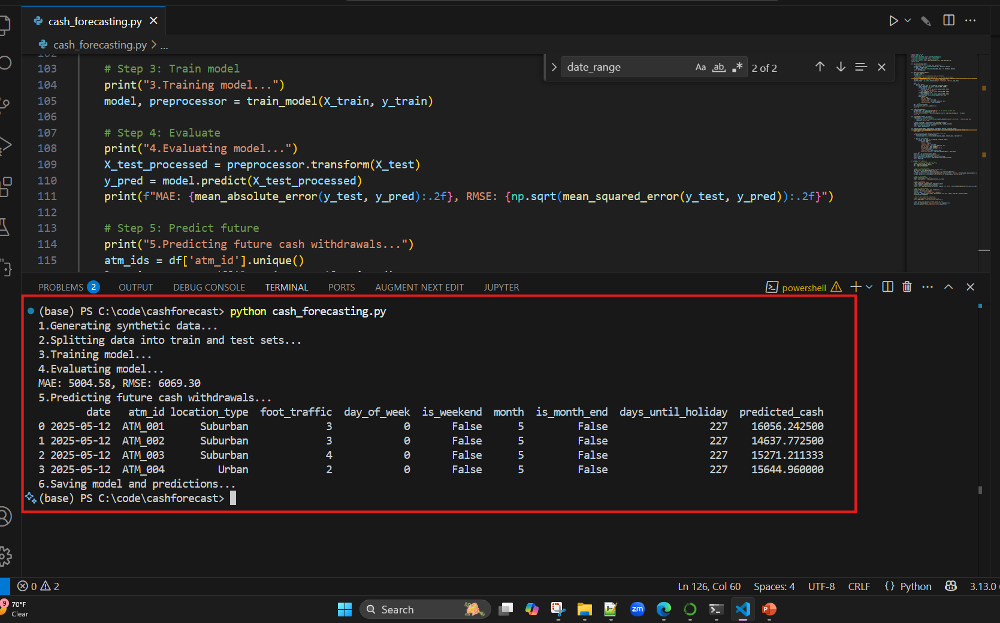 cash_forecasting.py
cash_forecasting.py > ...
102
103 # Step 3: Train model
104 print("3.Training model...")
105 model, preprocessor = train_model(X_train, y_train)
106
107 # Step 4: Evaluate
108 print("4.Evaluating model...")
109 X_test_processed = preprocessor.transform(X_test)
110 y_pred = model.predict(X_test_processed)
111 print(f"MAE: {mean_absolute_error(y_test, y_pred):.2f}, RMSE: {np.sqrt(mean_squared_error(y_test, y_pred)):.2f}")
112
113 # Step 5: Predict future
114 print("5.Predicting future cash withdrawals...")
115 atm_ids = df['atm_id'].unique()
date_range Aa ab .* 2 of 2
PROBLEMS 2 OUTPUT DEBUG CONSOLE TERMINAL PORTS AUGMENT NEXT EDIT JUPYTER powershell
(base) PS C:\code\cashforecast> python cash_forecasting.py
1.Generating synthetic data...
2.Splitting data into train and test sets...
3.Training model...
4.Evaluating model...
MAE: 5004.58, RMSE: 6069.30
5.Predicting future cash withdrawals...
date atm_id location_type foot_traffic day_of_week is_weekend month is_month_end days_until_holiday predicted_cash
0 2025-05-12 ATM_001 Suburban 3 0 False 5 False 227 16056.242500
1 2025-05-12 ATM_002 Suburban 3 0 False 5 False 227 14637.772500
2 2025-05-12 ATM_003 Suburban 4 0 False 5 False 227 15271.211333
3 2025-05-12 ATM_004 Urban 2 0 False 5 False 227 15644.960000
6.Saving model and predictions...
(base) PS C:\code\cashforecast>
0 2 Ln 126, Col 60 Spaces: 4 UTF-8 CRLF {} Python 3.13.0
9 70°F
Clear
Search
zm
P